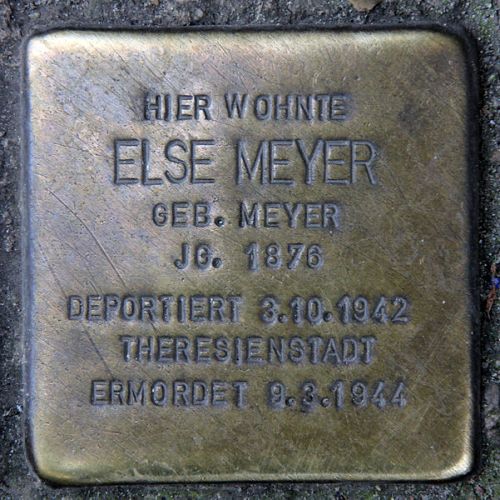 HIER WOHNTE
ELSE MEYER
GEB. MEYER
JG. 1876
DEPORTIERT 3.10.1942
THERESIENSTADT
ERMORDET 9.3.1944